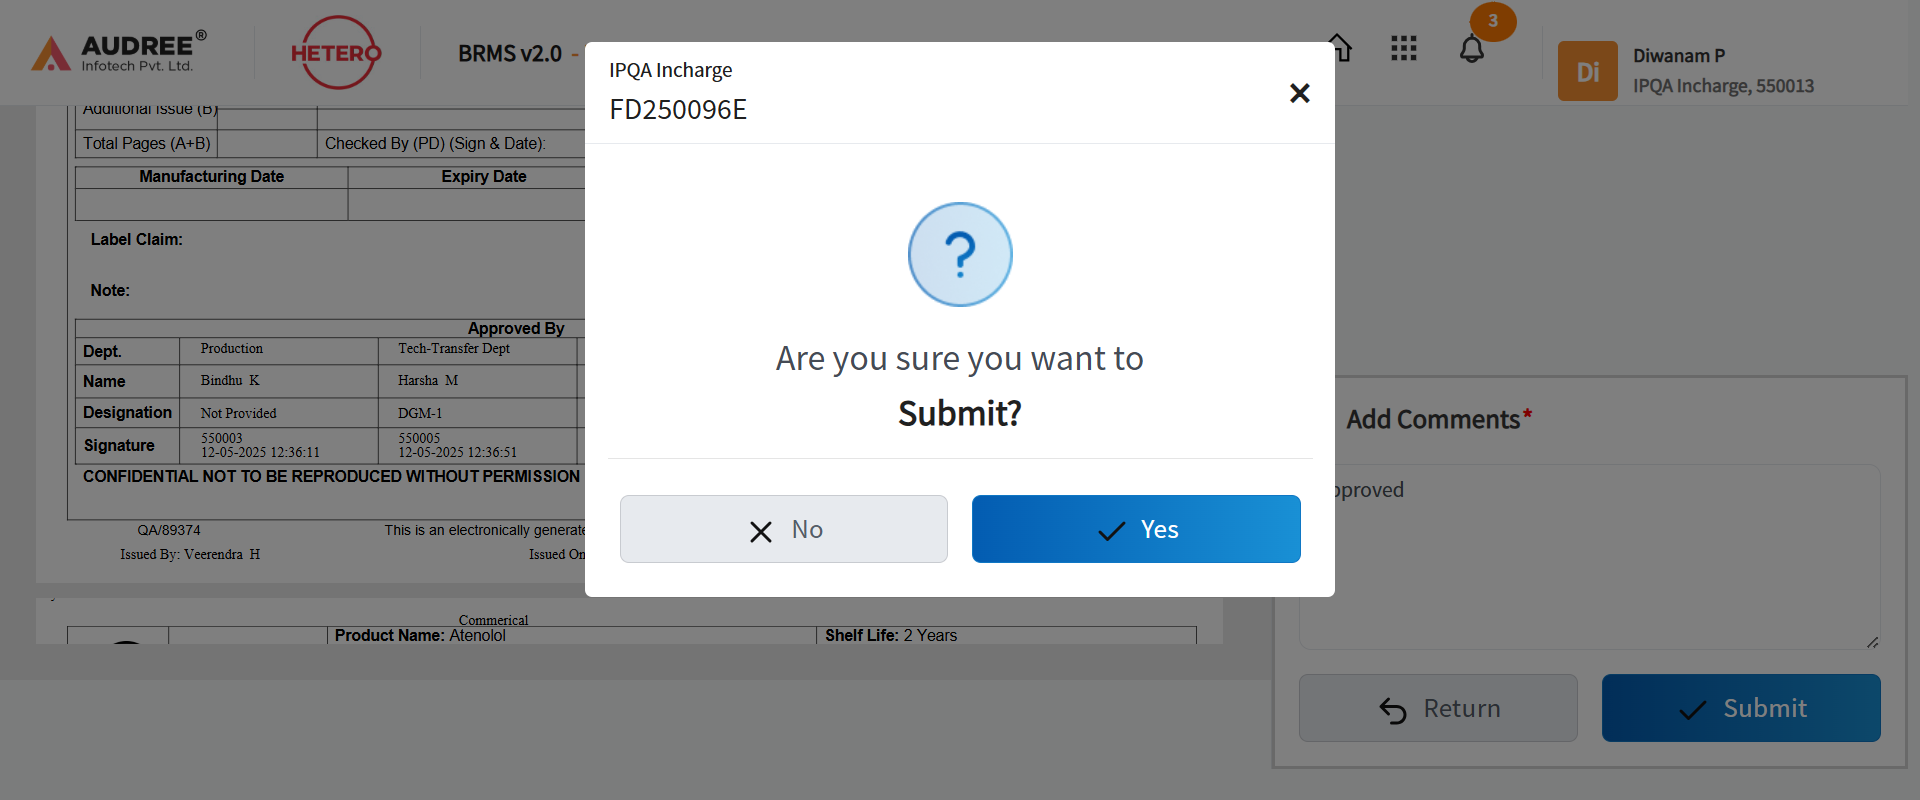 AUDREE®
Infotech Pvt. Ltd.
HETERO
BRMS v2.0 -
3
Di
Diwanam P
IPQA Incharge, 550013
IPQA Incharge
FD250096E
Additional Issue (B)
Total Pages (A+B)
Checked By (PD) (Sign & Date):
Manufacturing Date
Expiry Date
Label Claim:
Note:
Approved By
Dept.
Production
Tech-Transfer Dept
Name
Bindhu K
Harsha M
Designation
Not Provided
DGM-1
Signature
550003
12-05-2025 12:36:11
550005
12-05-2025 12:36:51
CONFIDENTIAL NOT TO BE REPRODUCED WITHOUT PERMISSION
QA/89374
This is an electronically generate
Issued By: Veerendra H
Issued On
Commerical
Product Name: Atenolol
Shelf Life: 2 Years
?
Are you sure you want to
Submit?
No
Yes
Add Comments*
pproved
Return
Submit